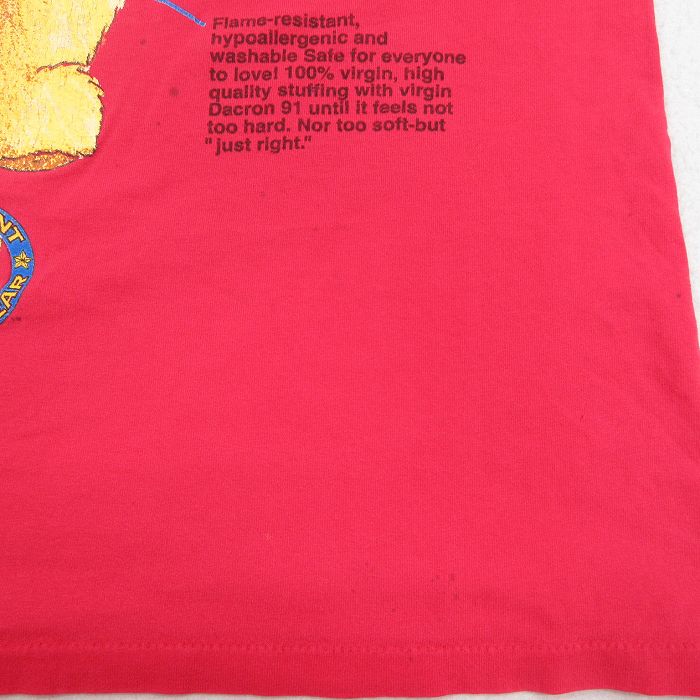 Flame-resistant,
hypoallergenic and
washable Safe for everyone
to love! 100% virgin, high
quality stuffing with virgin
Dacron 91 until it feels not
too hard. Nor too soft-but
"just right."